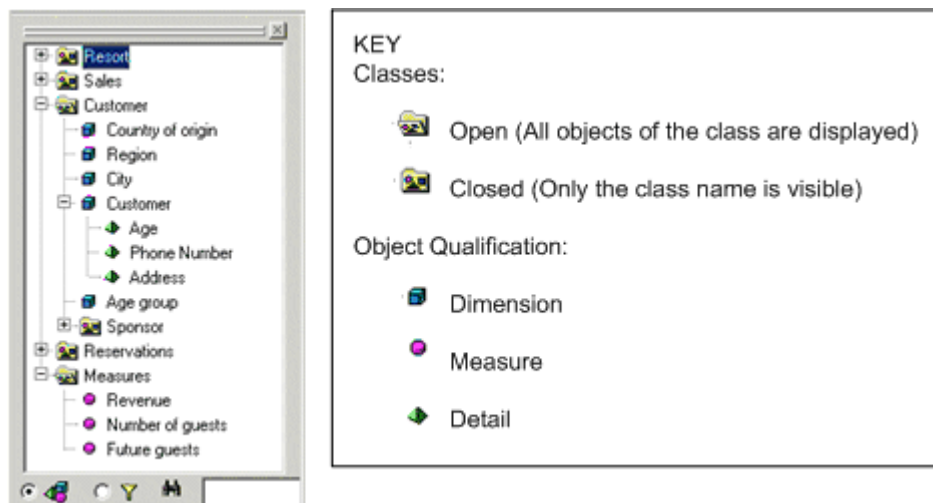 Resort
Sales
Customer
Country of origin
Region
City
Customer
Age
Phone Number
Address
Age group
Sponsor
Reservations
Measures
Revenue
Number of guests
Future guests
KEY
Classes:
Open (All objects of the class are displayed)
Closed (Only the class name is visible)
Object Qualification:
Dimension
Measure
Detail